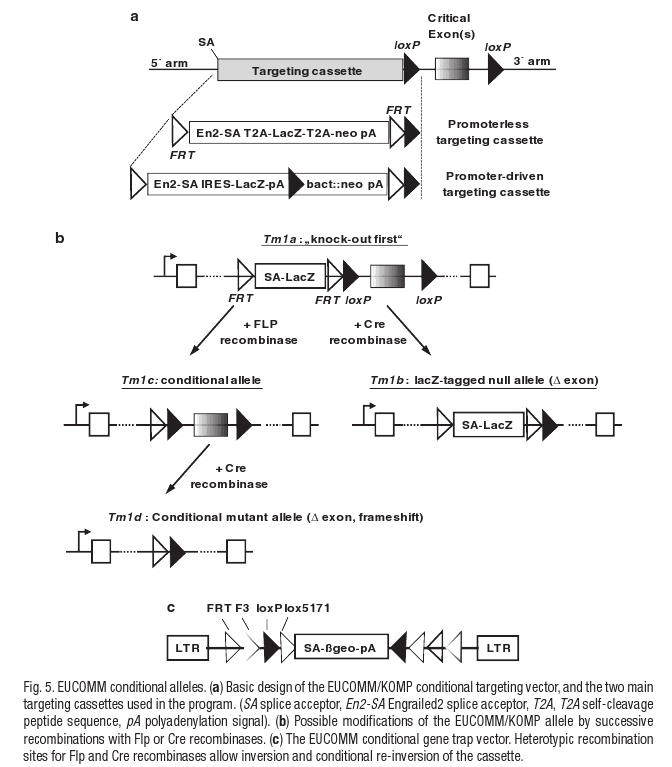 a
Critical
Exon(s)
SA
loxP
loxP
5´ arm
Targeting cassette
3´ arm
FRT
En2-SA T2A-LacZ-T2A-neo pA
Promoterless
targeting cassette
FRT
En2-SA IRES-LacZ-pA
bact::neo pA
Promoter-driven
targeting cassette
b
Tm1a : „knock-out first“
SA-LacZ
FRT
FRT loxP
loxP
+ FLP
recombinase
+ Cre
recombinase
Tm1c: conditional allele
Tm1b : lacZ-tagged null allele (Δ exon)
SA-LacZ
+ Cre
recombinase
Tm1d : Conditional mutant allele (Δ exon, frameshift)
c
FRT F3 loxP lox5171
LTR
SA-ßgeo-pA
LTR
Fig. 5. EUCOMM conditional alleles. (a) Basic design of the EUCOMM/KOMP conditional targeting vector, and the two main
targeting cassettes used in the program. (SA splice acceptor, En2-SA Engrailed2 splice acceptor, T2A, T2A self-cleavage
peptide sequence, pA polyadenylation signal). (b) Possible modifications of the EUCOMM/KOMP allele by successive
recombinations with Flp or Cre recombinases. (c) The EUCOMM conditional gene trap vector. Heterotypic recombination
sites for Flp and Cre recombinases allow inversion and conditional re-inversion of the cassette.